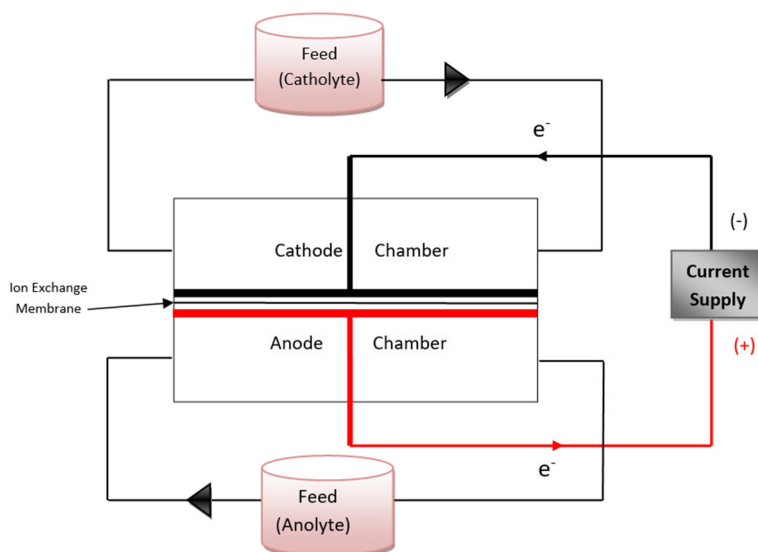 Feed
(Catholyte)
e-
(-)
Cathode Chamber
Current
Supply
Ion Exchange
Membrane
Anode Chamber
(+)
e-
Feed
(Anolyte)